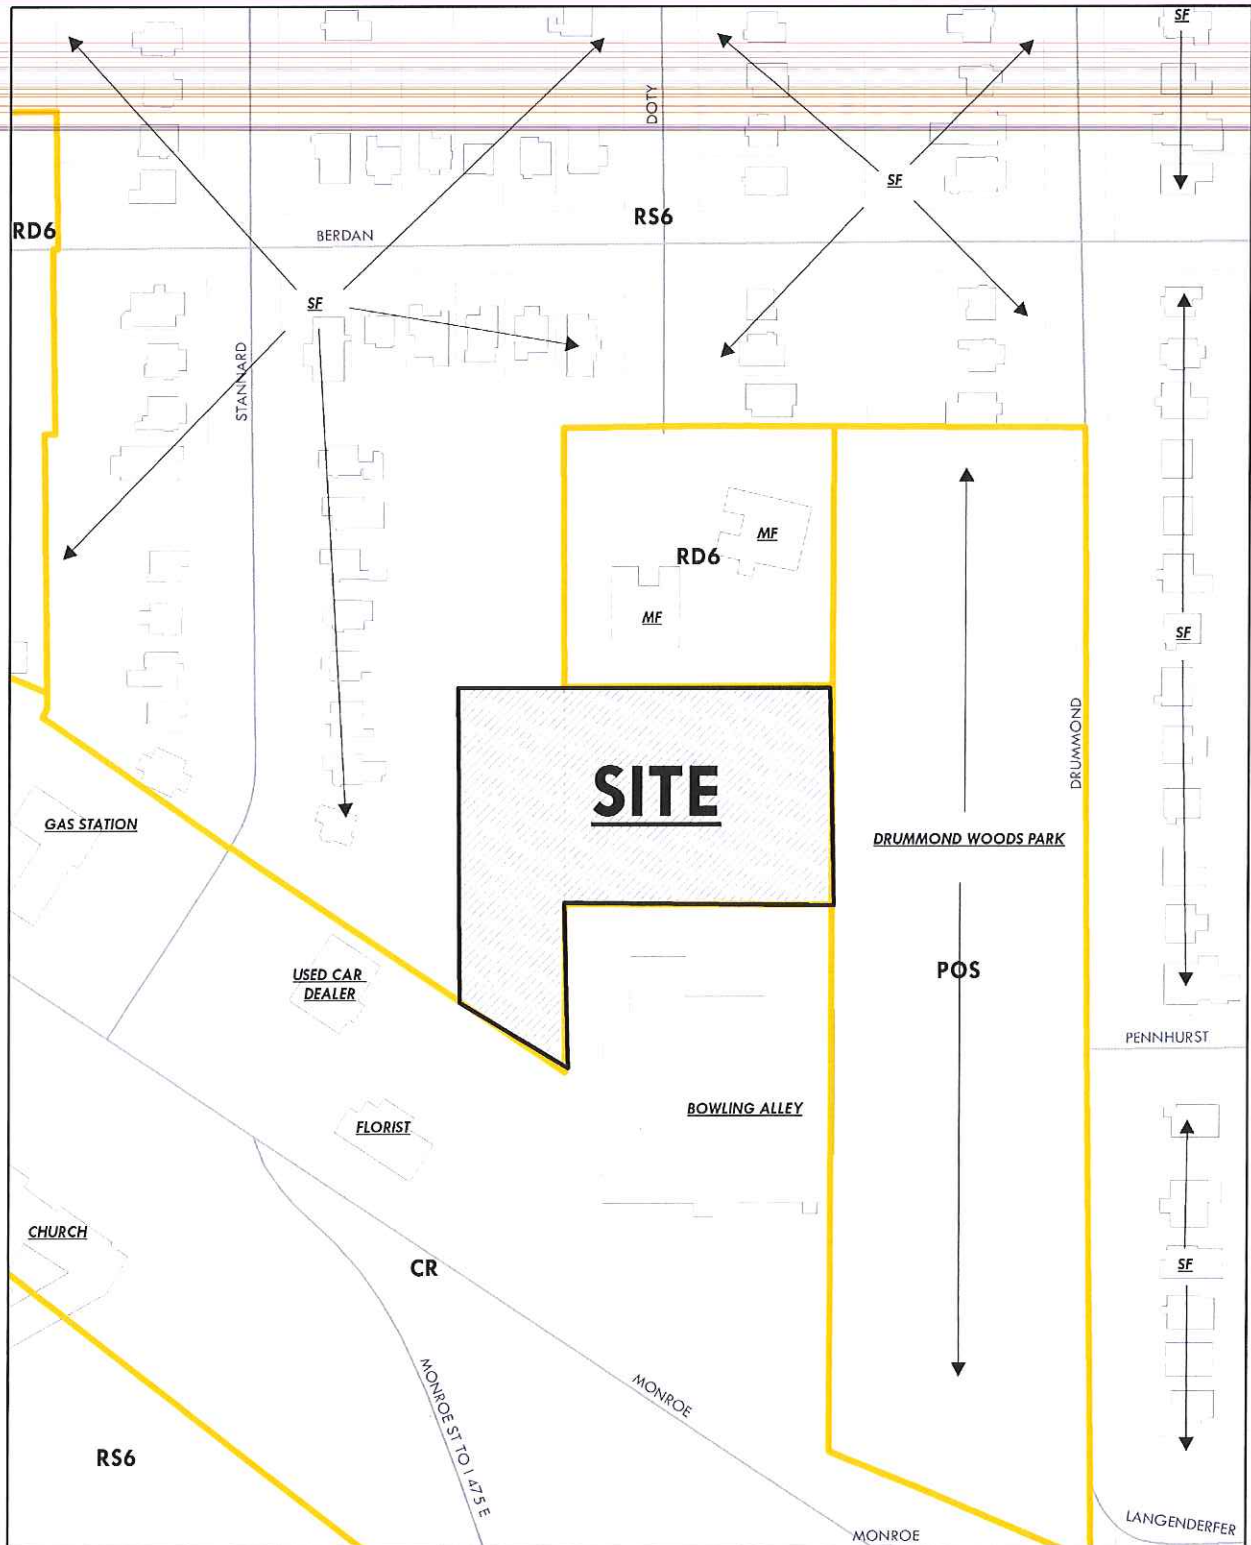 SF
DOTY
SF
RD6
BERDAN
RS6
SF
STANNARD
RD6
MF
MF
SF
DRUMMOND
SITE
GAS STATION
DRUMMOND WOODS PARK
USED CAR
DEALER
POS
PENNHURST
BOWLING ALLEY
FLORIST
CHURCH
CR
SF
MONROE ST TO I 475 E
MONROE
RS6
MONROE
LANGENDERFER